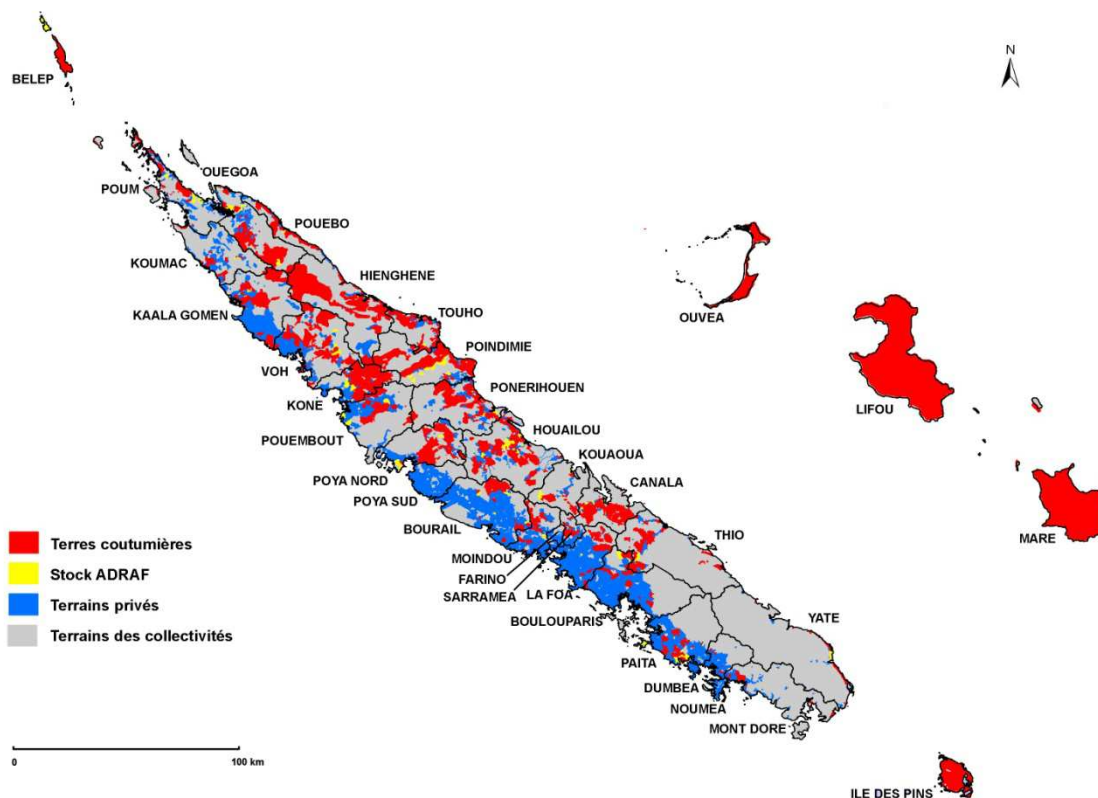 N
BELEP
OUEGOA
POUM
POUEBO
KOUMAC
HIENGHENE
KAALA GOMEN
TOUHO
OUVEA
POINDIMIE
VOH
PONERIHOUEN
LIFOU
KONE
HOUAILOU
POUEMBOUT
KOUAOUA
CANALA
POYA NORD
POYA SUD
BOURAIL
THIO
MARE
MOINDOU
FARINO
SARRAMEA
LA FOA
YATE
BOULOUPARIS
PAITA
DUMBEA
NOUMEA
MONT DORE
ILE DES PINS
Terres coutumières
Stock ADRAF
Terrains privés
Terrains des collectivités
0 100 km